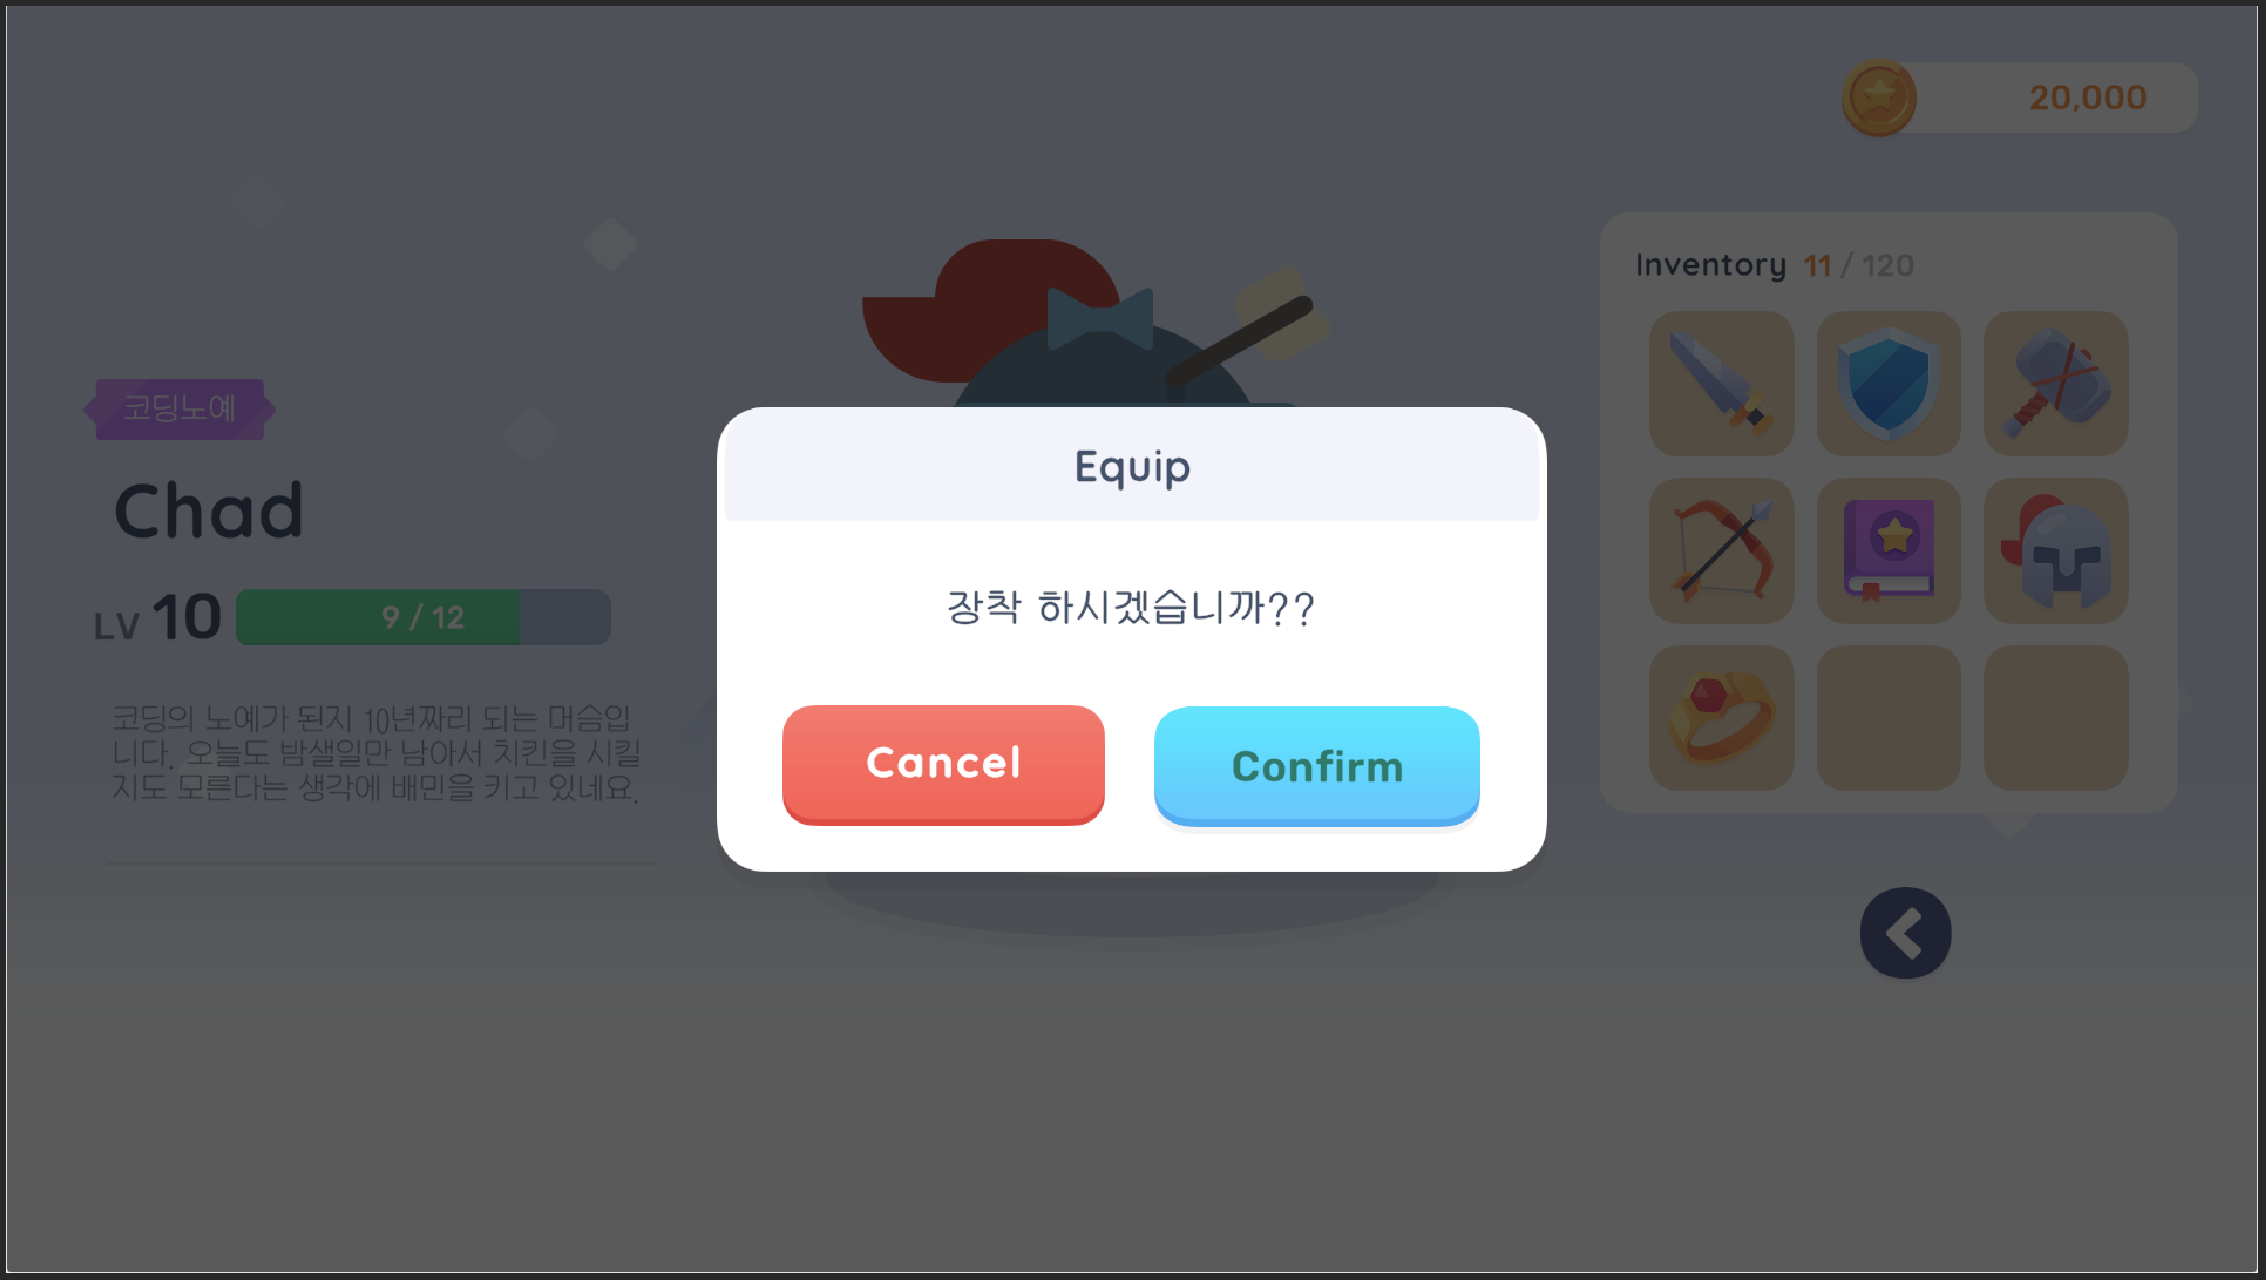 20,000
코딩노예
Chad
LV 10 9 / 12
코딩의 노예가 된지 10년짜리 되는 머슴입
니다. 오늘도 밤샐일만 남아서 치킨을 시킬
지도 모른다는 생각에 배민을 키고 있네요.
Equip
장착 하시겠습니까??
Cancel
Confirm
Inventory 11 / 120